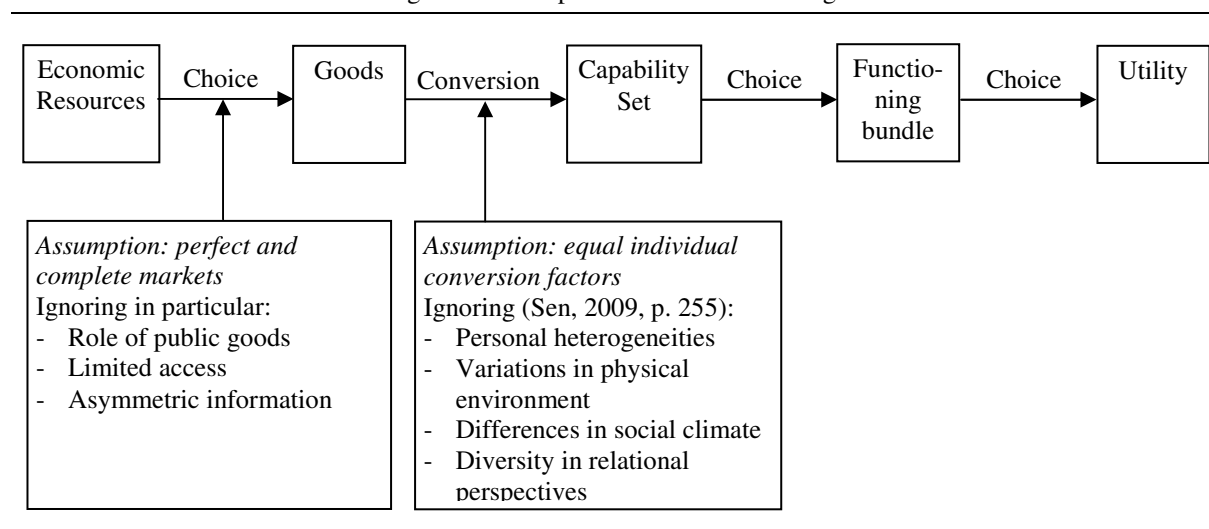 Economic
Resources
Choice
Goods
Conversion
Capability
Set
Choice
Functio-
ning
bundle
Choice
Utility
Assumption: perfect and
complete markets
Ignoring in particular:
- Role of public goods
- Limited access
- Asymmetric information
Assumption: equal individual
conversion factors
Ignoring (Sen, 2009, p. 255):
- Personal heterogeneities
- Variations in physical
environment
- Differences in social climate
- Diversity in relational
perspectives